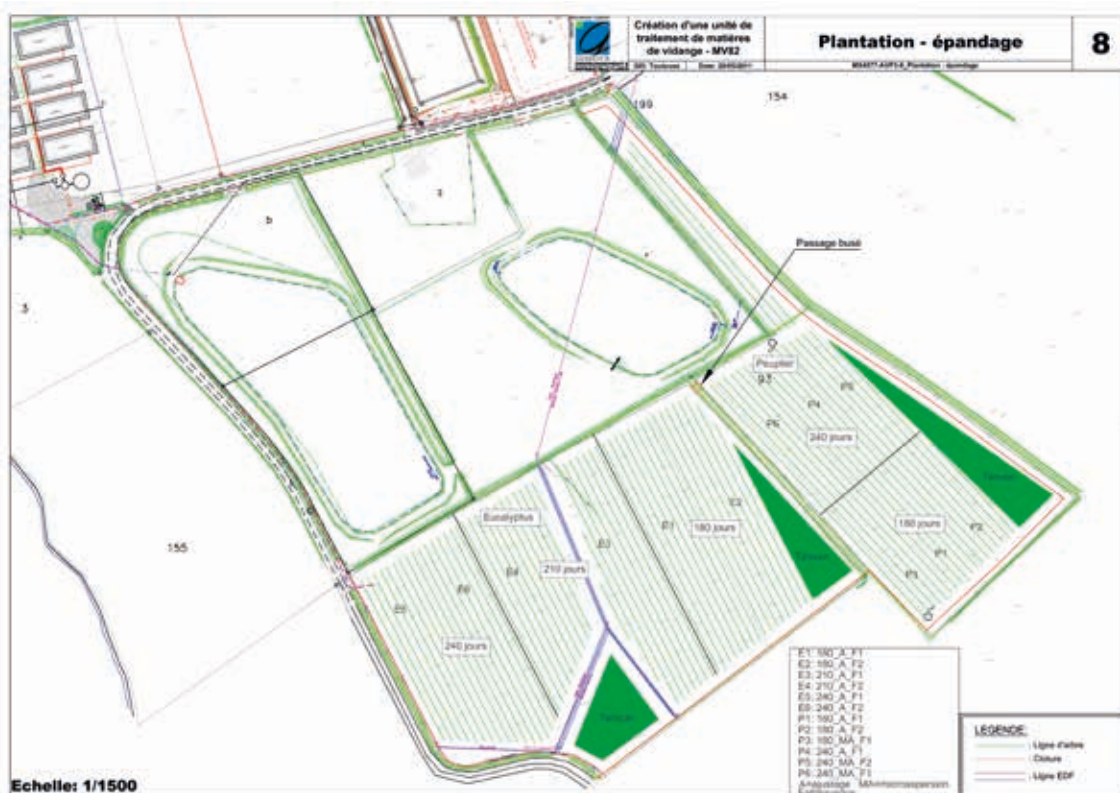 Création d'une unité de
traitement de matières
de vidange - MV82
Plantation - épandage
8
199
154
b
Passage busé
3
9
Peuplier
93
P5
P4
P6
240 jours
Eucalyptus
E2
E1
180 jours
E3
155
E4
210 jours
180 jours
P2
P1
P3
240 jours
E1: 180_A_F1
E2: 180_A_F2
E3: 210_A_F1
E4: 210_A_F2
E5: 240_A_F1
E6: 240_A_F2
P1: 180_A_F1
P2: 180_A_F2
P3: 180_MA_F1
P4: 240_A_F1
P5: 240_MA_F2
P6: 240_MA_F1
LEGENDE:
Ligne d'arbre
Cloture
Ligne EDF
Echelle: 1/1500